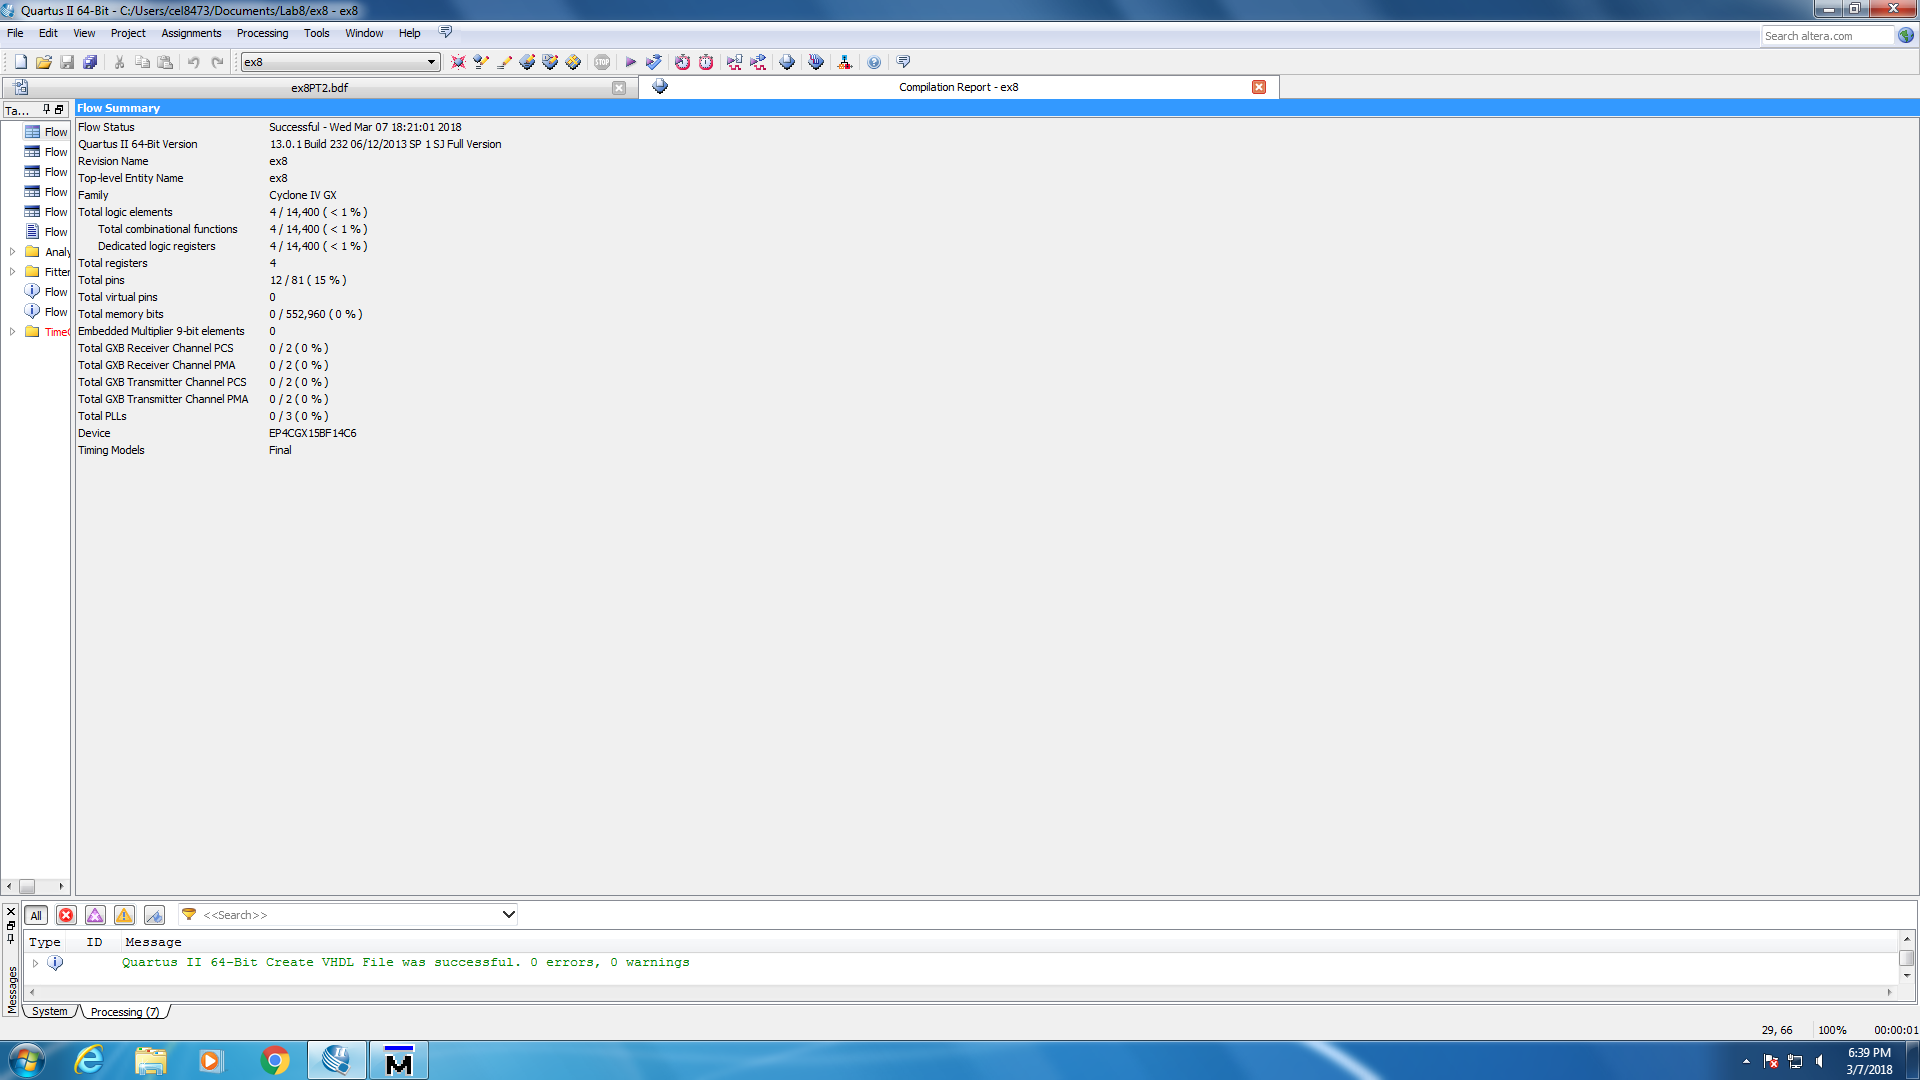 Quartus II 64-Bit - C:/Users/cel8473/Documents/Lab8/ex8 - ex8
File Edit View Project Assignments Processing Tools Window Help
Search altera.com
ex8
STOP
ex8PT2.bdf
Compilation Report - ex8
Ta...
Flow
Flow
Flow
Flow
Flow
Flow
Analy
Fitter
Flow
Flow
Flow Summary
Flow Status Successful - Wed Mar 07 18:21:01 2018
Quartus II 64-Bit Version 13.0.1 Build 232 06/12/2013 SP 1 SJ Full Version
Revision Name ex8
Top-level Entity Name ex8
Family Cyclone IV GX
Total logic elements 4 / 14,400 ( < 1 % )
Total combinational functions 4 / 14,400 ( < 1 % )
Dedicated logic registers 4 / 14,400 ( < 1 % )
Total registers 4
Total pins 12 / 81 ( 15 % )
Total virtual pins 0
Total memory bits 0 / 552,960 ( 0 % )
Embedded Multiplier 9-bit elements 0
Total GXB Receiver Channel PCS 0 / 2 ( 0 % )
Total GXB Receiver Channel PMA 0 / 2 ( 0 % )
Total GXB Transmitter Channel PCS 0 / 2 ( 0 % )
Total GXB Transmitter Channel PMA 0 / 2 ( 0 % )
Total PLLs 0 / 3 ( 0 % )
Device EP4CGX15BF14C6
Timing Models Final
All <<Search>>
Type ID Message
Quartus II 64-Bit Create VHDL File was successful. 0 errors, 0 warnings
Messages
System Processing (7)
29, 66 100% 00:00:01
6:39 PM
3/7/2018